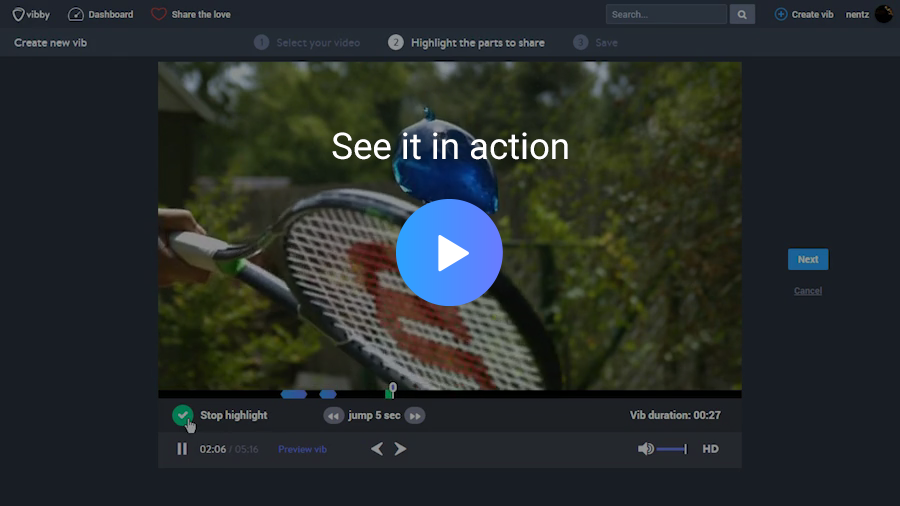 vibby Dashboard Share the love Search... Create vib nentz
Create new vib 1 Select your video 2 Highlight the parts to share 3 Save
See it in action
Next
Cancel
Stop highlight jump 5 sec Vib duration: 00:27
02:06 / 05:16 Preview vib HD